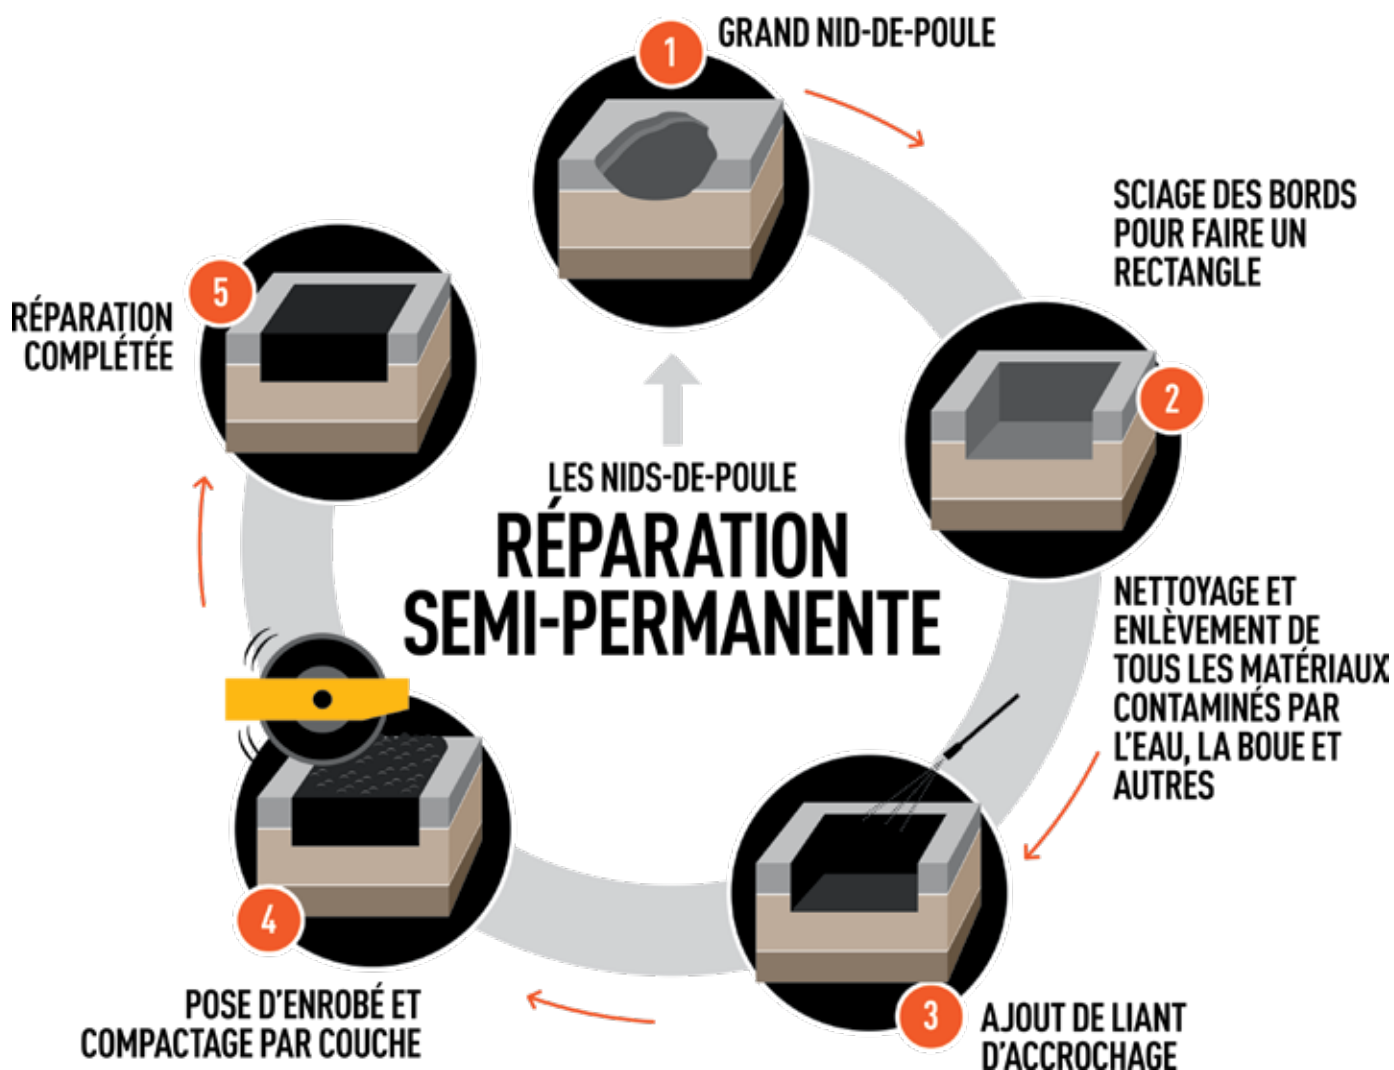 LES NIDS-DE-POULE
RÉPARATION
SEMI-PERMANENTE
1
GRAND NID-DE-POULE
SCIAGE DES BORDS
POUR FAIRE UN
RECTANGLE
2
NETTOYAGE ET
ENLÈVEMENT DE
TOUS LES MATÉRIAUX
CONTAMINÉS PAR
L'EAU, LA BOUE ET
AUTRES
3
AJOUT DE LIANT
D'ACCROCHAGE
4
POSE D'ENROBÉ ET
COMPACTAGE PAR COUCHE
5
RÉPARATION
COMPLÉTÉE